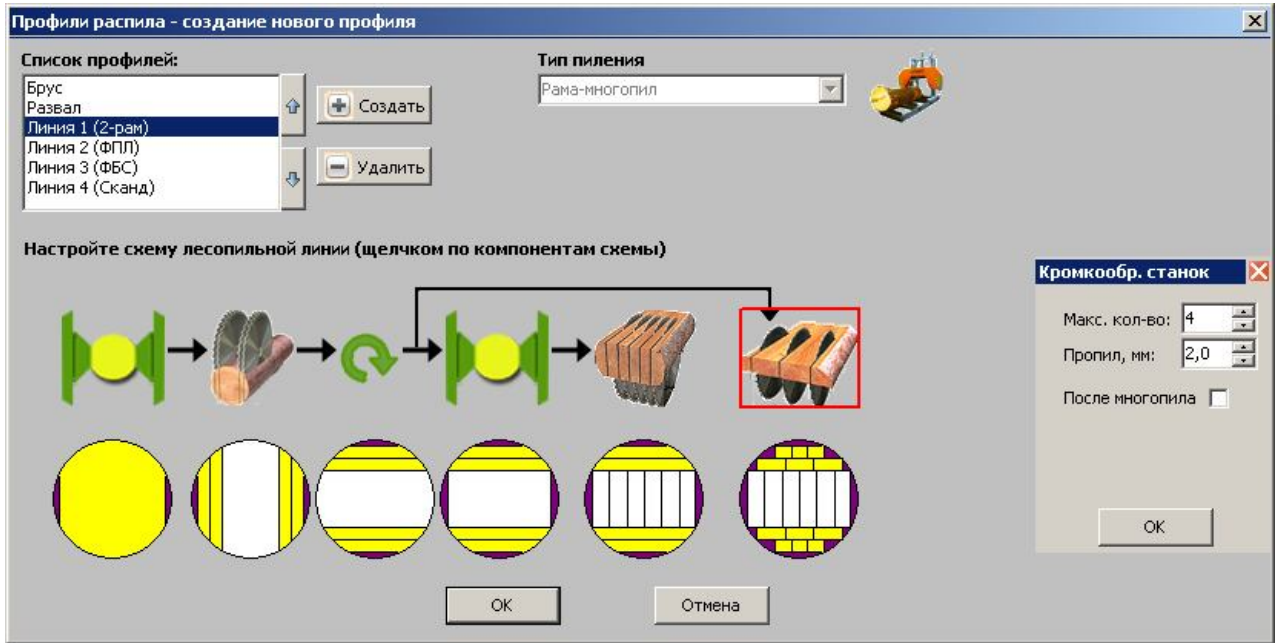 Профили распила - создание нового профиля
Список профилей:
Тип пиления
Брус
Развал
Линия 1 (2-рам)
Линия 2 (ФПЛ)
Линия 3 (ФБС)
Линия 4 (Сканд)
Создать
Удалить
Рама-многопил
Настройте схему лесопильной линии (щелчком по компонентам схемы)
Кромкообр. станок
Макс. кол-во: 4
Пропил, мм: 2,0
После многопила
OK
OK
Отмена